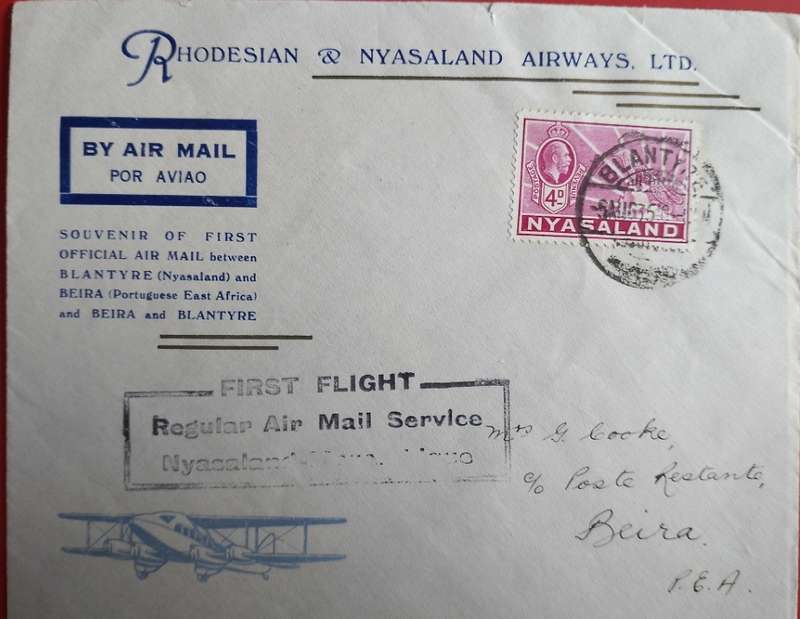 RHODESIAN & NYASALAND AIRWAYS, LTD.
BY AIR MAIL
POR AVIAO
SOUVENIR OF FIRST
OFFICIAL AIR MAIL between
BLANTYRE (Nyasaland) and
BEIRA (Portuguese East Africa)
and BEIRA and BLANTYRE
4D
NYASALAND
BLANTYRE
FIRST FLIGHT
Regular Air Mail Service
Nyasaland
Mrs G. Cooke,
c/o Poste Restante,
Beira.
P.E.A.